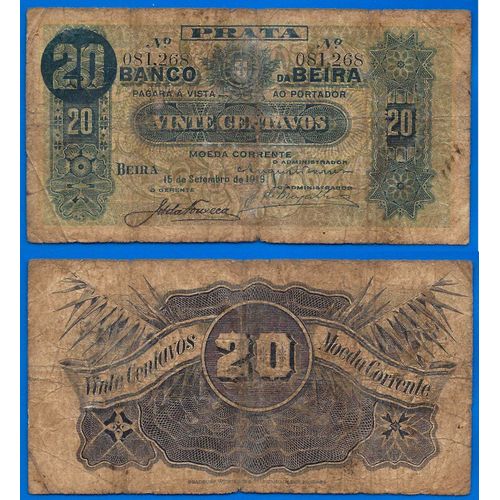 PRATA
Nº Nº
081,268 081,268
20 BANCO DA BEIRA
PAGARÁ Á VISTA AO PORTADOR
20 VINTE CENTAVOS 20
MOEDA CORRENTE
O ADMINISTRADOR
BEIRA
15 de Setembro de 1919
O GERENTE O ADMINISTRADOR
20
Vinte Centavos Moeda Corrente